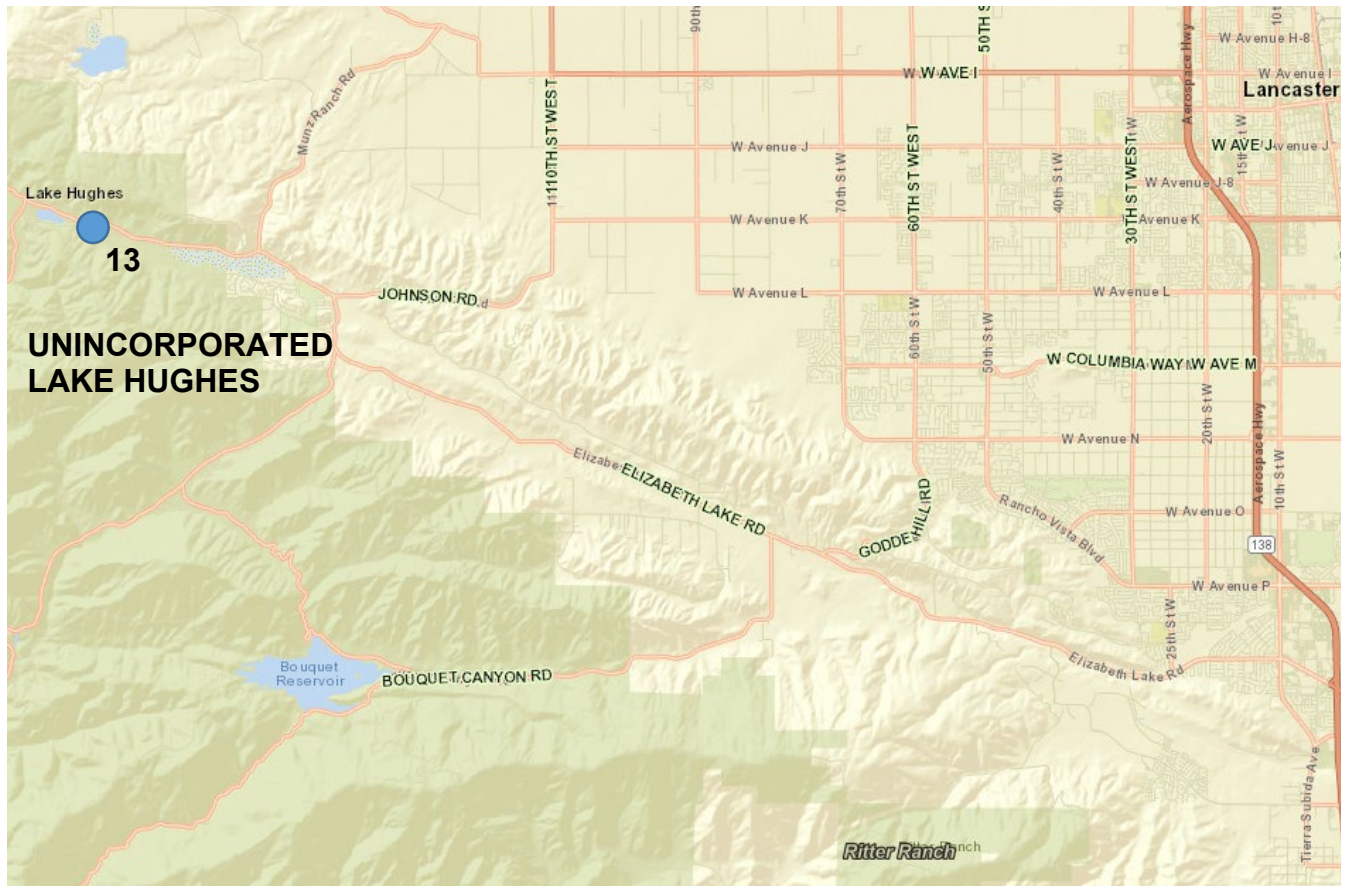 90th
50TH S
10t
W Avenue H-8
W W AVE I
W Avenue I
Lancaster
Aerospace Hwy
Munz Ranch Rd
11110TH ST WEST
W Avenue J
60TH ST WEST
70th St W
40th St W
30TH ST WEST
15th St W
W AVE J
W Avenue J-8
Lake Hughes
W Avenue K
Avenue K
13
JOHNSON RD
W Avenue L
W Avenue L
UNINCORPORATED
LAKE HUGHES
60th St W
50th St W
W COLUMBIA WAY
W AVE M
20th St W
W Avenue N
Aerospace Hwy
10th St W
ELIZABETH LAKE RD
GODDE HILL RD
Rancho Vista Blvd
W Avenue O
138
W Avenue P
25th St W
Bouquet
Reservoir
BOUQUET CANYON RD
Elizabeth Lake Rd
Tierra Subida Ave
Ritter Ranch